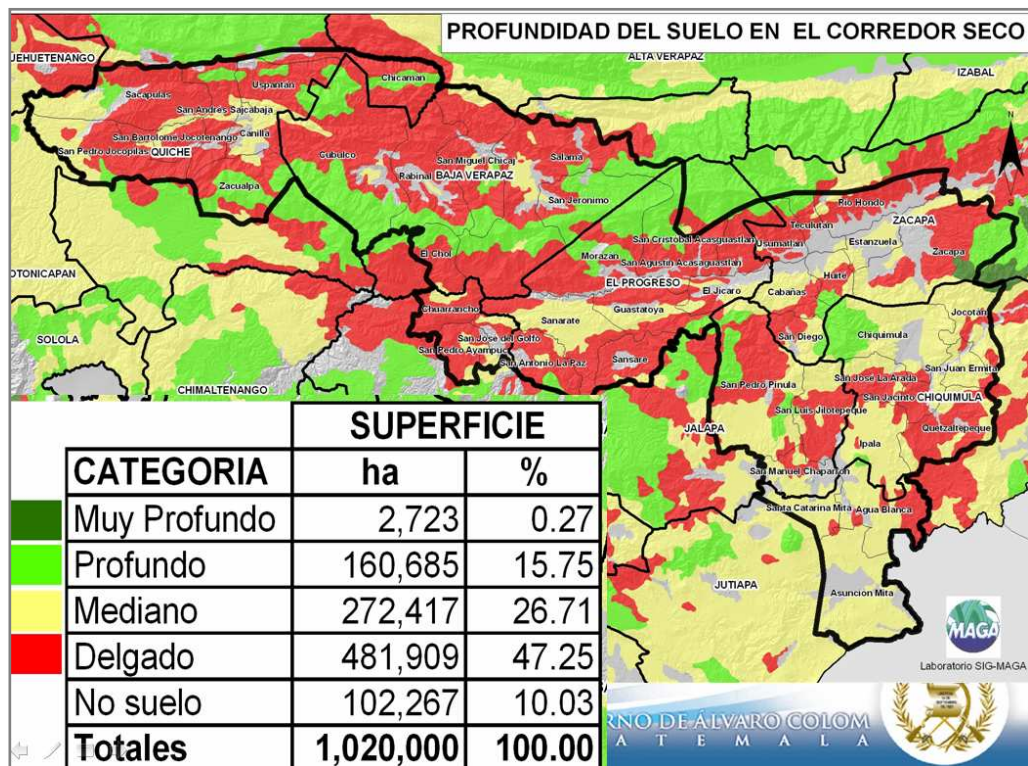 PROFUNDIDAD DEL SUELO EN EL CORREDOR SECO
ALTA VERAPAZ
UEHUETENANGO
IZABAL
Chicaman
Uspantan
Sacapulas
San Andrés Sajcabaja
San Bartolome Jocotenango
Canilla
San Pedro Jocopilas
QUICHE
Cubulco
San Miguel Chicaj
Salama
Rabinal
BAJA VERAPAZ
Zacualpa
San Jeronimo
Rio Hondo
ZACAPA
Teculutan
San Cristobal Acasguastlan
Usumatlan
Estanzuela
Zacapa
El Chol
Morazan
San Agustin Acasaguastlan
OTONICAPAN
Huite
EL PROGRESO
El Jicaro
Cabañas
Chuarrancho
Guastatoya
Sanarate
Jocotán
SOLOLA
San Jose del Golfo
San Diego
Chiquimula
San Pedro Ayampuc
San Antonio La Paz
Sansare
San Juan Ermita
CHIMALTENANGO
San Pedro Pinula
San José La Arada
San Jacinto
CHIQUIMULA
San Luis Jilotepeque
JALAPA
Quetzaltepeque
Ipala
San Manuel Chaparrón
Santa Catarina Mita
Agua Blanca
JUTIAPA
Asunción Mita
N
S
SUPERFICIE
CATEGORIA ha %
Muy Profundo 2,723 0.27
Profundo 160,685 15.75
Mediano 272,417 26.71
Delgado 481,909 47.25
No suelo 102,267 10.03
Totales 1,020,000 100.00
MAGA
Laboratorio SIG-MAGA
RNO DE ÁLVARO COLOM
A T E M A L A